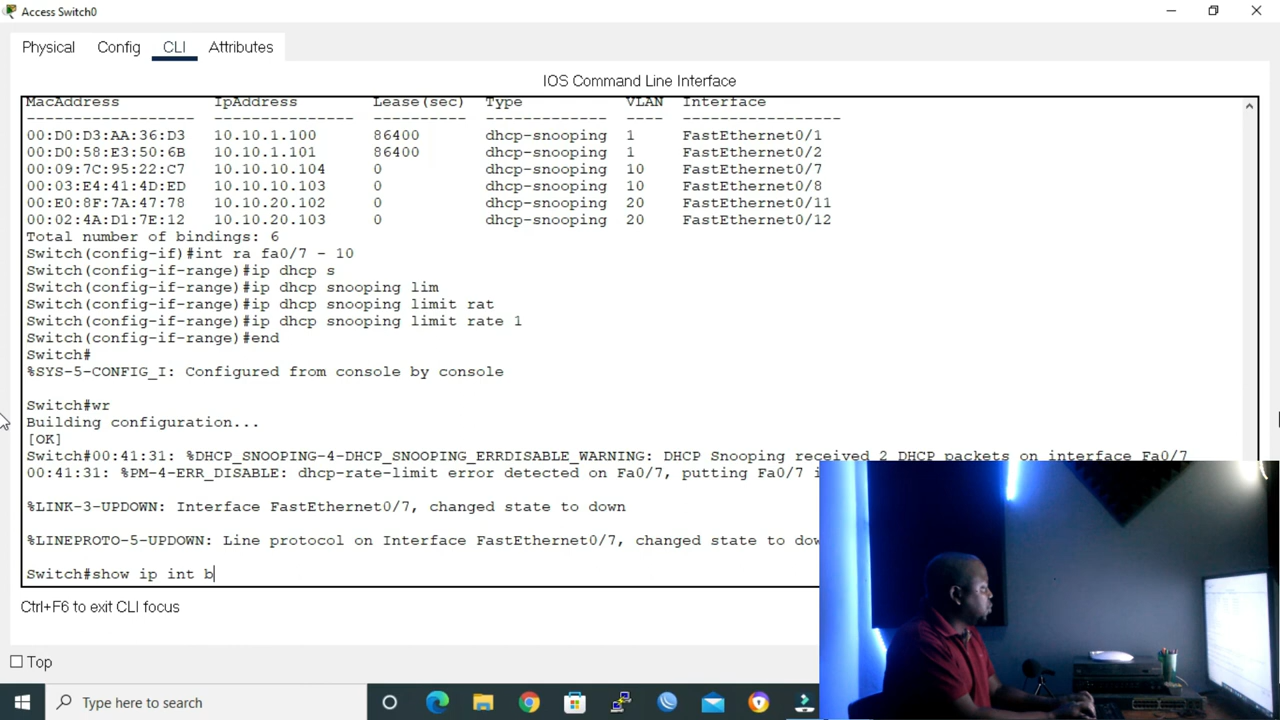 Access Switch0
Physical Config CLI Attributes
IOS Command Line Interface
MacAddress IpAddress Lease(sec) Type VLAN Interface
------------------ --------------- ---------- ------------- ---- -----------------
00:D0:D3:AA:36:D3 10.10.1.100 86400 dhcp-snooping 1 FastEthernet0/1
00:D0:58:E3:50:6B 10.10.1.101 86400 dhcp-snooping 1 FastEthernet0/2
00:09:7C:95:22:C7 10.10.10.104 0 dhcp-snooping 10 FastEthernet0/7
00:03:E4:41:4D:ED 10.10.10.103 0 dhcp-snooping 10 FastEthernet0/8
00:E0:8F:7A:47:78 10.10.20.102 0 dhcp-snooping 20 FastEthernet0/11
00:02:4A:D1:7E:12 10.10.20.103 0 dhcp-snooping 20 FastEthernet0/12
Total number of bindings: 6
Switch(config-if)#int ra fa0/7 - 10
Switch(config-if-range)#ip dhcp s
Switch(config-if-range)#ip dhcp snooping lim
Switch(config-if-range)#ip dhcp snooping limit rat
Switch(config-if-range)#ip dhcp snooping limit rate 1
Switch(config-if-range)#end
Switch#
%SYS-5-CONFIG_I: Configured from console by console
Switch#wr
Building configuration...
[OK]
Switch#00:41:31: %DHCP_SNOOPING-4-DHCP_SNOOPING_ERRDISABLE_WARNING: DHCP Snooping received 2 DHCP packets on interface Fa0/7
00:41:31: %PM-4-ERR_DISABLE: dhcp-rate-limit error detected on Fa0/7, putting Fa0/7 i
%LINK-3-UPDOWN: Interface FastEthernet0/7, changed state to down
%LINEPROTO-5-UPDOWN: Line protocol on Interface FastEthernet0/7, changed state to dow
Switch#show ip int b
Ctrl+F6 to exit CLI focus
Top
Type here to search